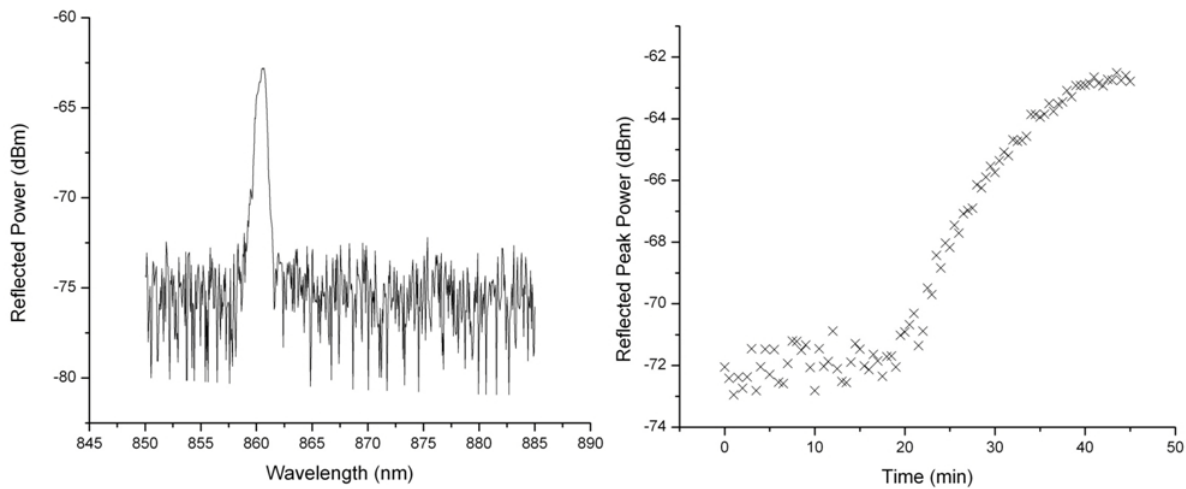 -60
-65
-70
-75
-80
Reflected Power (dBm)
845 850 855 860 865 870 875 880 885 890
Wavelength (nm)
-62
-64
-66
-68
-70
-72
-74
Reflected Peak Power (dBm)
0 10 20 30 40 50
Time (min)